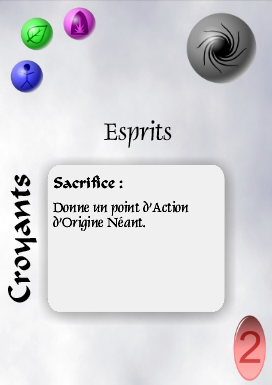 Esprits
Croyants
Sacrifice :
Donne un point d'Action
d'Origine Néant.
2